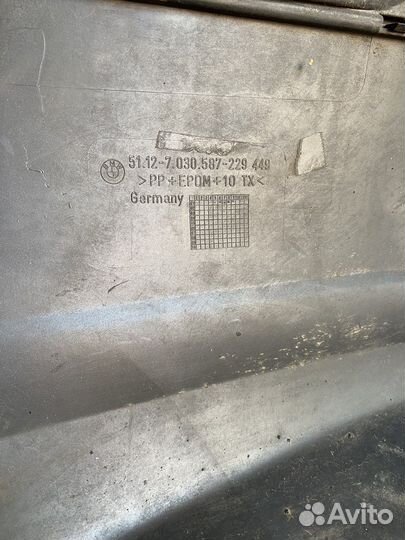 51.12-7.030.587-229 449
>PP+EPDM+10 TX<
Germany
Avito